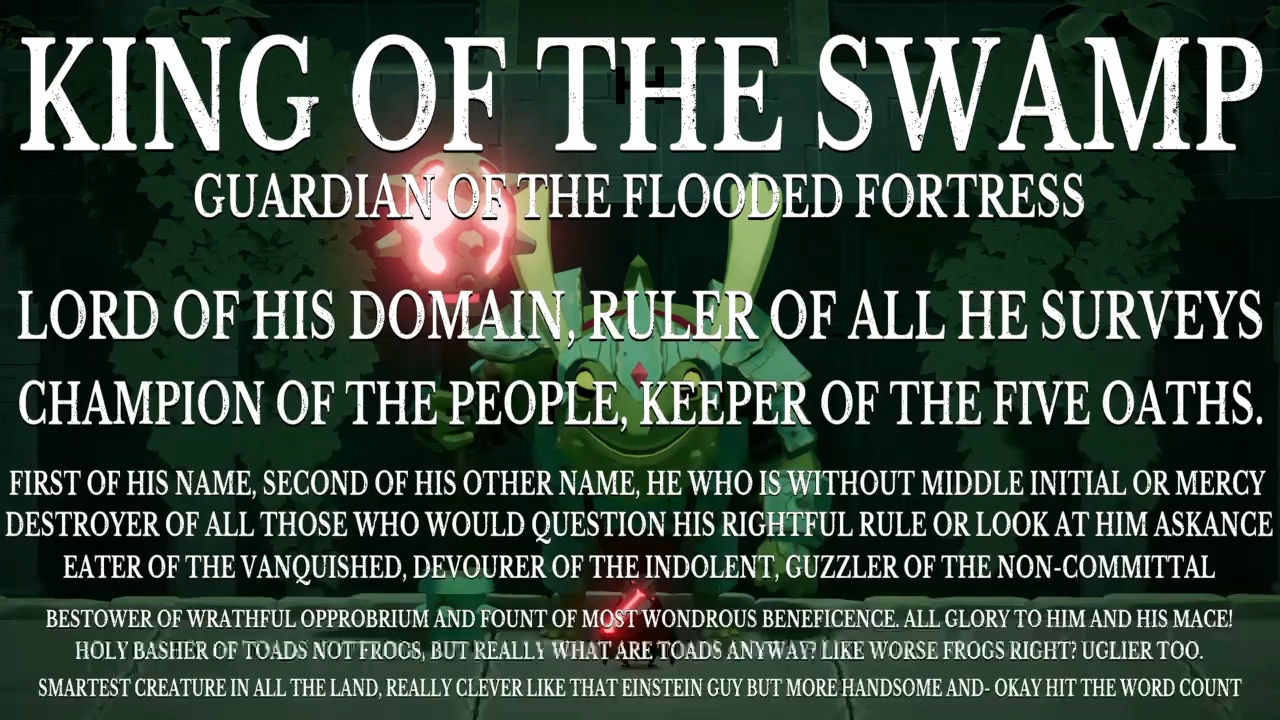 KING OF THE SWAMP
GUARDIAN OF THE FLOODED FORTRESS
LORD OF HIS DOMAIN, RULER OF ALL HE SURVEYS
CHAMPION OF THE PEOPLE, KEEPER OF THE FIVE OATHS.
FIRST OF HIS NAME, SECOND OF HIS OTHER NAME, HE WHO IS WITHOUT MIDDLE INITIAL OR MERCY
DESTROYER OF ALL THOSE WHO WOULD QUESTION HIS RIGHTFUL RULE OR LOOK AT HIM ASKANCE
EATER OF THE VANQUISHED, DEVOURER OF THE INDOLENT, GUZZLER OF THE NON-COMMITTAL
BESTOWER OF WRATHFUL OPPROBRIUM AND FOUNT OF MOST WONDROUS BENEFICENCE. ALL GLORY TO HIM AND HIS MACE!
HOLY BASHER OF TOADS NOT FROGS, BUT REALLY WHAT ARE TOADS ANYWAY? LIKE WORSE FROGS RIGHT? UGLIER TOO.
SMARTEST CREATURE IN ALL THE LAND, REALLY CLEVER LIKE THAT EINSTEIN GUY BUT MORE HANDSOME AND- OKAY HIT THE WORD COUNT